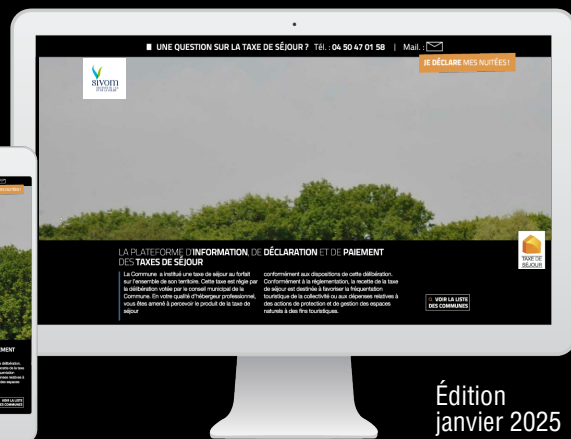 UNE QUESTION SUR LA TAXE DE SÉJOUR ? Tél. : 04 50 47 01 58 | Mail. :
JE DÉCLARE MES NUITÉES !
sivom
LA PLATEFORME D'INFORMATION, DE DÉCLARATION ET DE PAIEMENT
DES TAXES DE SÉJOUR
La Commune a institué une taxe de séjour au forfait
sur l'ensemble de son territoire. Cette taxe est régie par
la délibération votée par le conseil municipal de la
Commune. En votre qualité d'hébergeur professionnel,
vous êtes amené à percevoir le produit de la taxe de
séjour
conformément aux dispositions de cette délibération.
Conformément à la réglementation, la recette de la taxe
de séjour est destinée à favoriser la fréquentation
touristique de la collectivité ou aux dépenses relatives à
des actions de protection et de gestion des espaces
naturels à des fins touristiques.
TAXE DE
SÉJOUR
VOIR LA LISTE
DES COMMUNES
Édition
janvier 2025